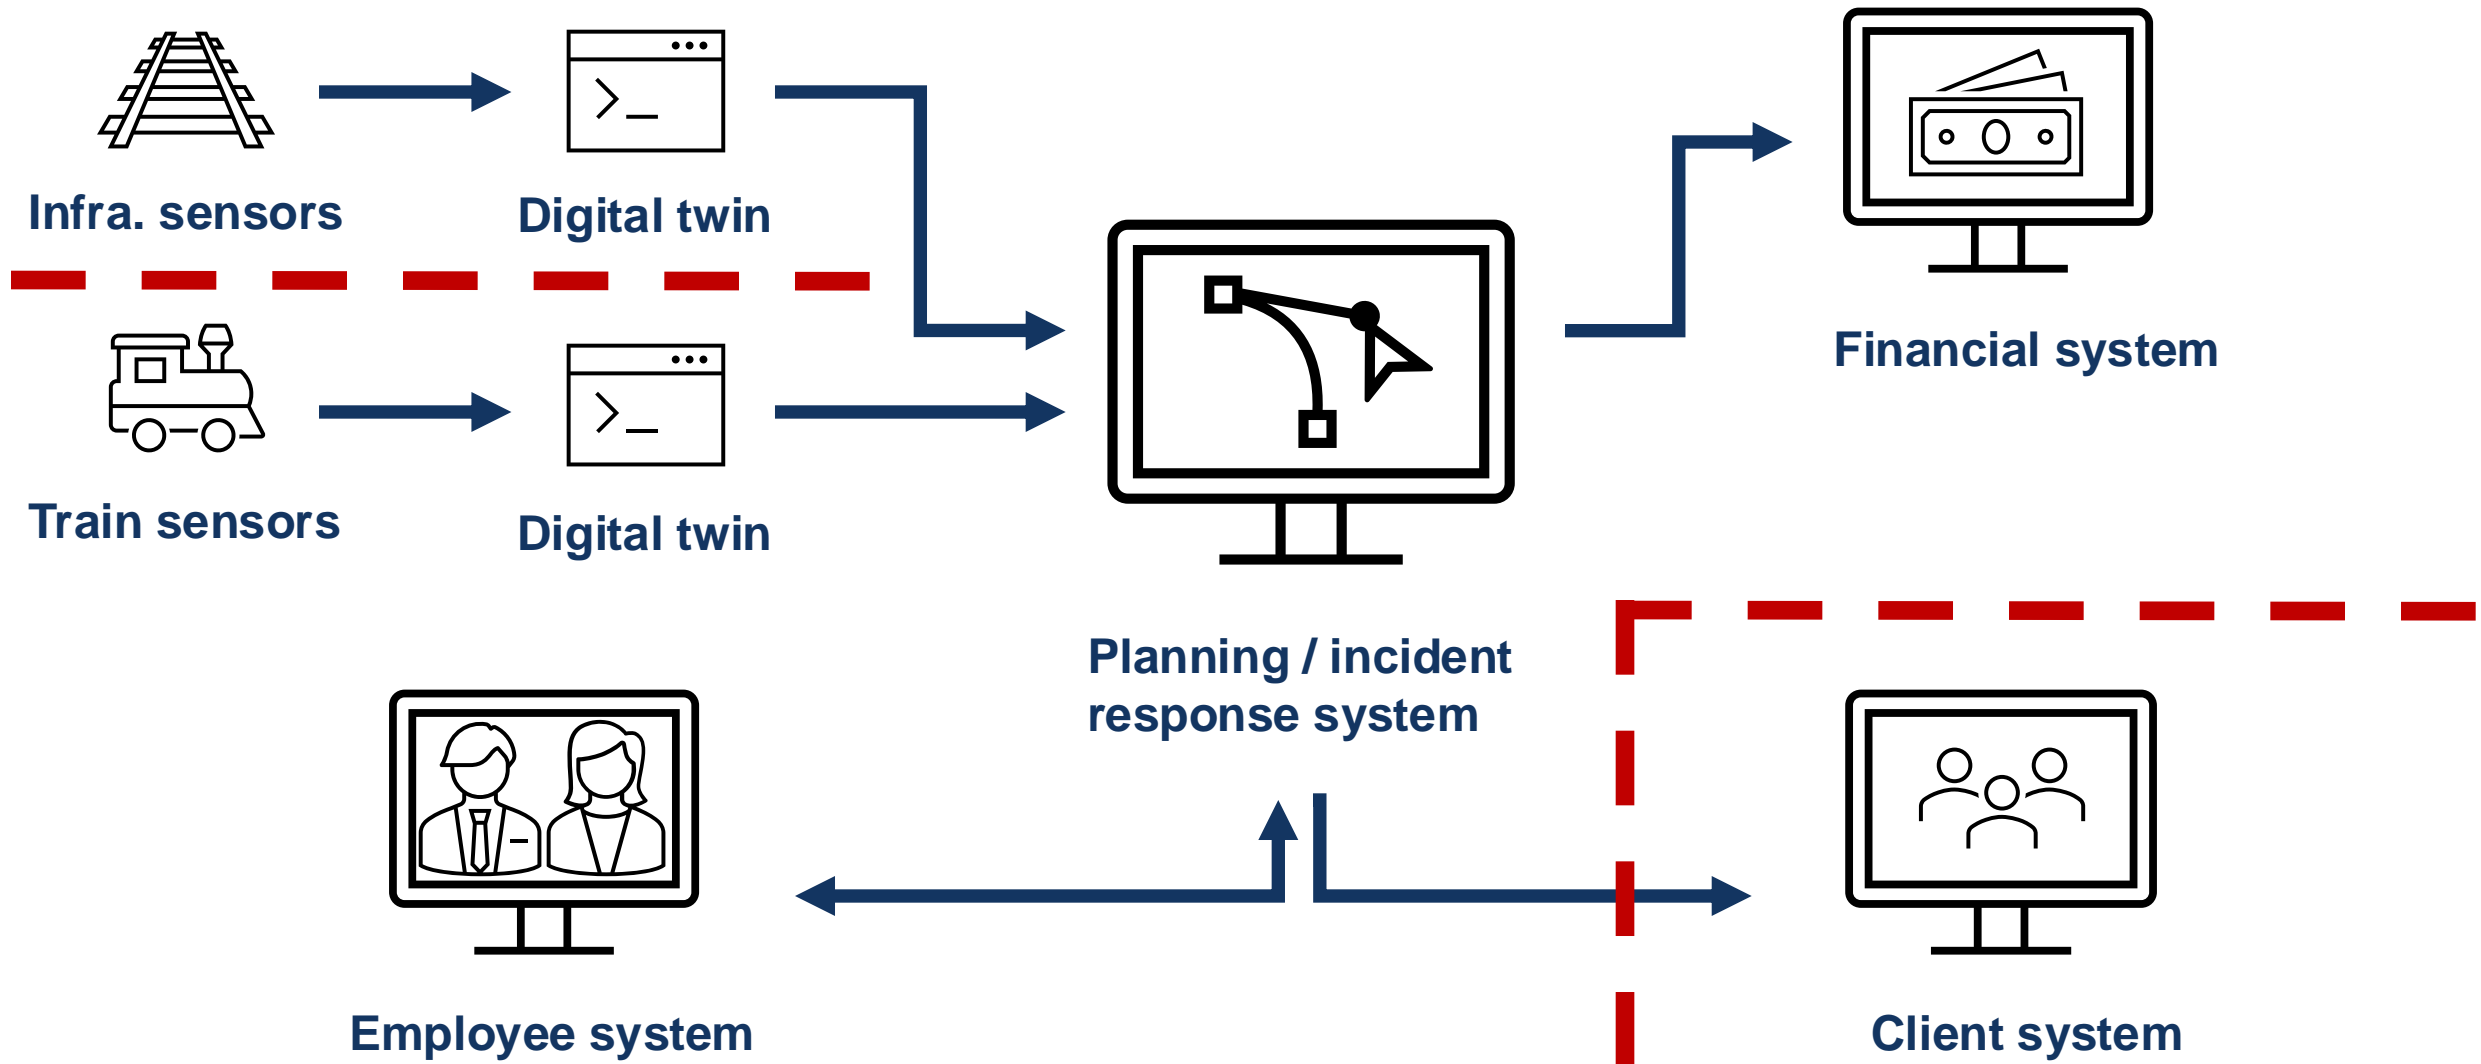 Infra. sensors
Digital twin
Financial system
Train sensors
Digital twin
Planning / incident
response system
Employee system
Client system